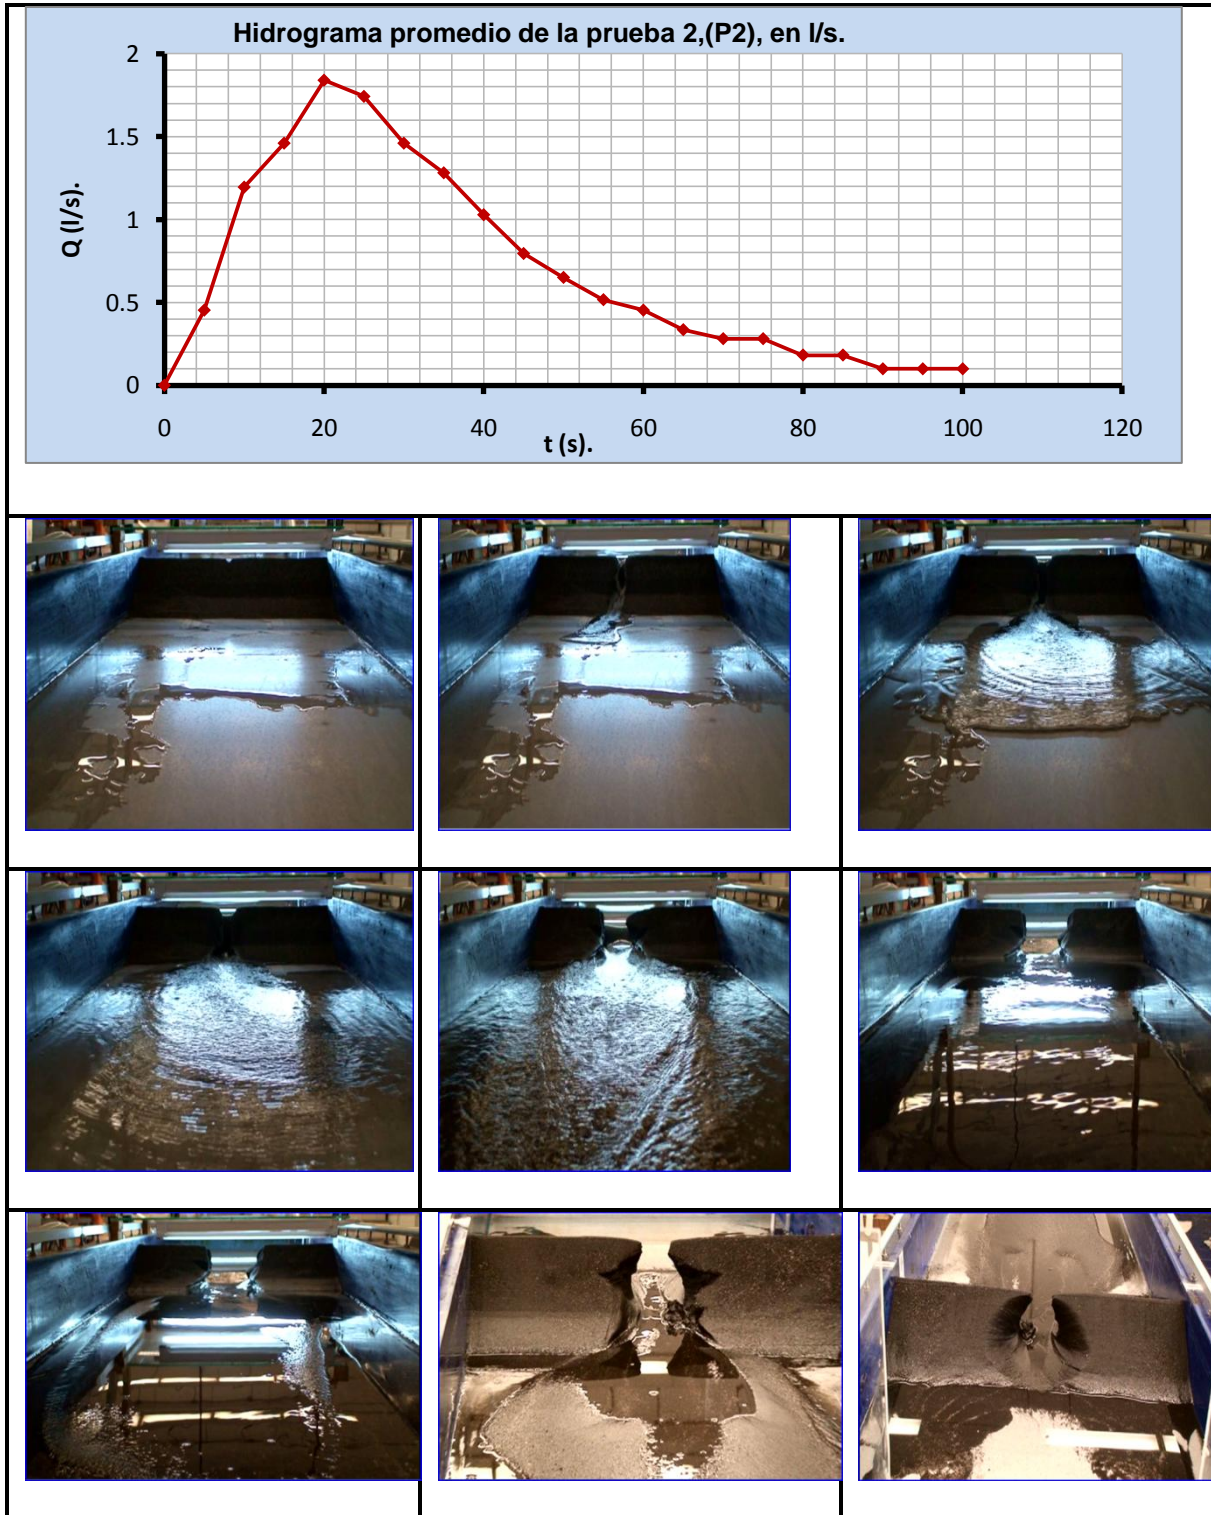 Hidrograma promedio de la prueba 2,(P2), en l/s.
2
1.5
1
0.5
0
Q (l/s).
0 20 40 60 80 100 120
t (s).